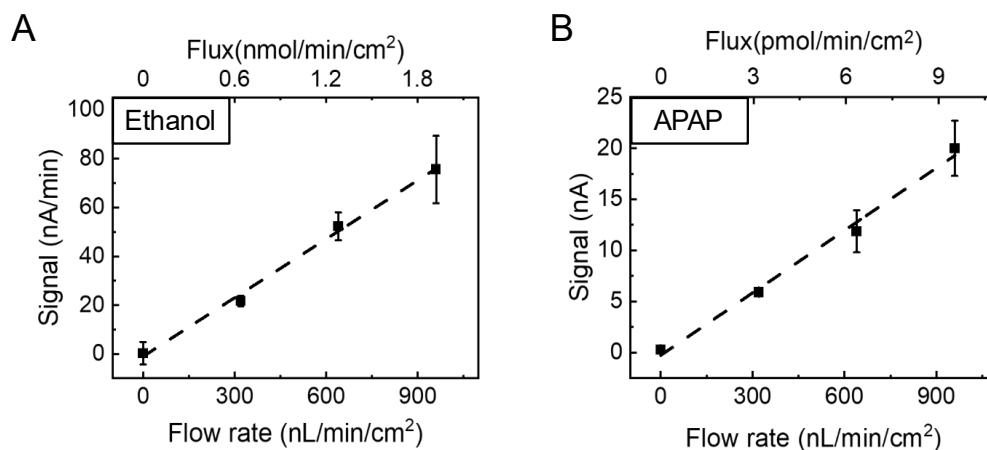 A
Flux(nmol/min/cm²)
0 0.6 1.2 1.8
Ethanol
100
80
60
40
20
0
Signal (nA/min)
0 300 600 900
Flow rate (nL/min/cm²)
B
Flux(pmol/min/cm²)
0 3 6 9
APAP
25
20
15
10
5
0
Signal (nA)
0 300 600 900
Flow rate (nL/min/cm²)